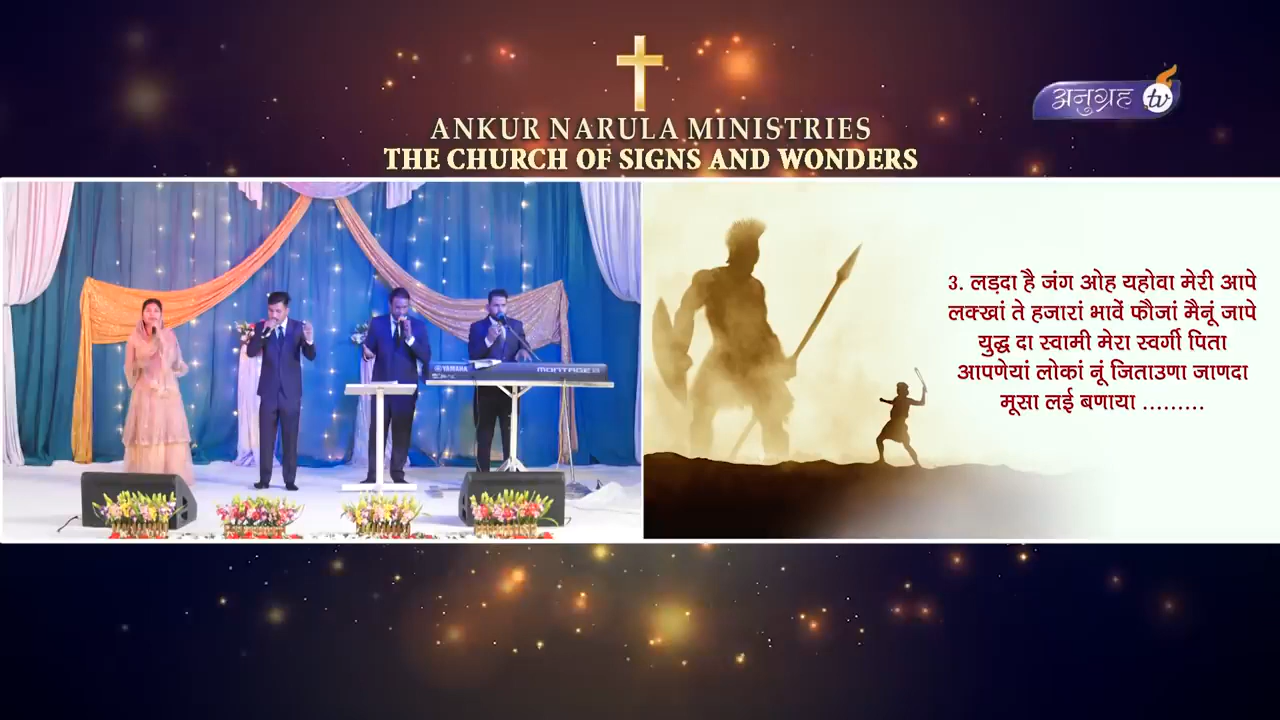 ANKUR NARULA MINISTRIES
THE CHURCH OF SIGNS AND WONDERS
अनुग्रह tv
3. लड़दा है जंग ओह यहोवा मेरी आपे
लक्खां ते हजारां भावें फौजां मैनूं जापे
युद्ध दा स्वामी मेरा स्वर्गी पिता
आपणेयां लोकां नूं जिताउणा जाणदा
मूसा लई बणाया .........
YAMAHA
MONTAGE 8